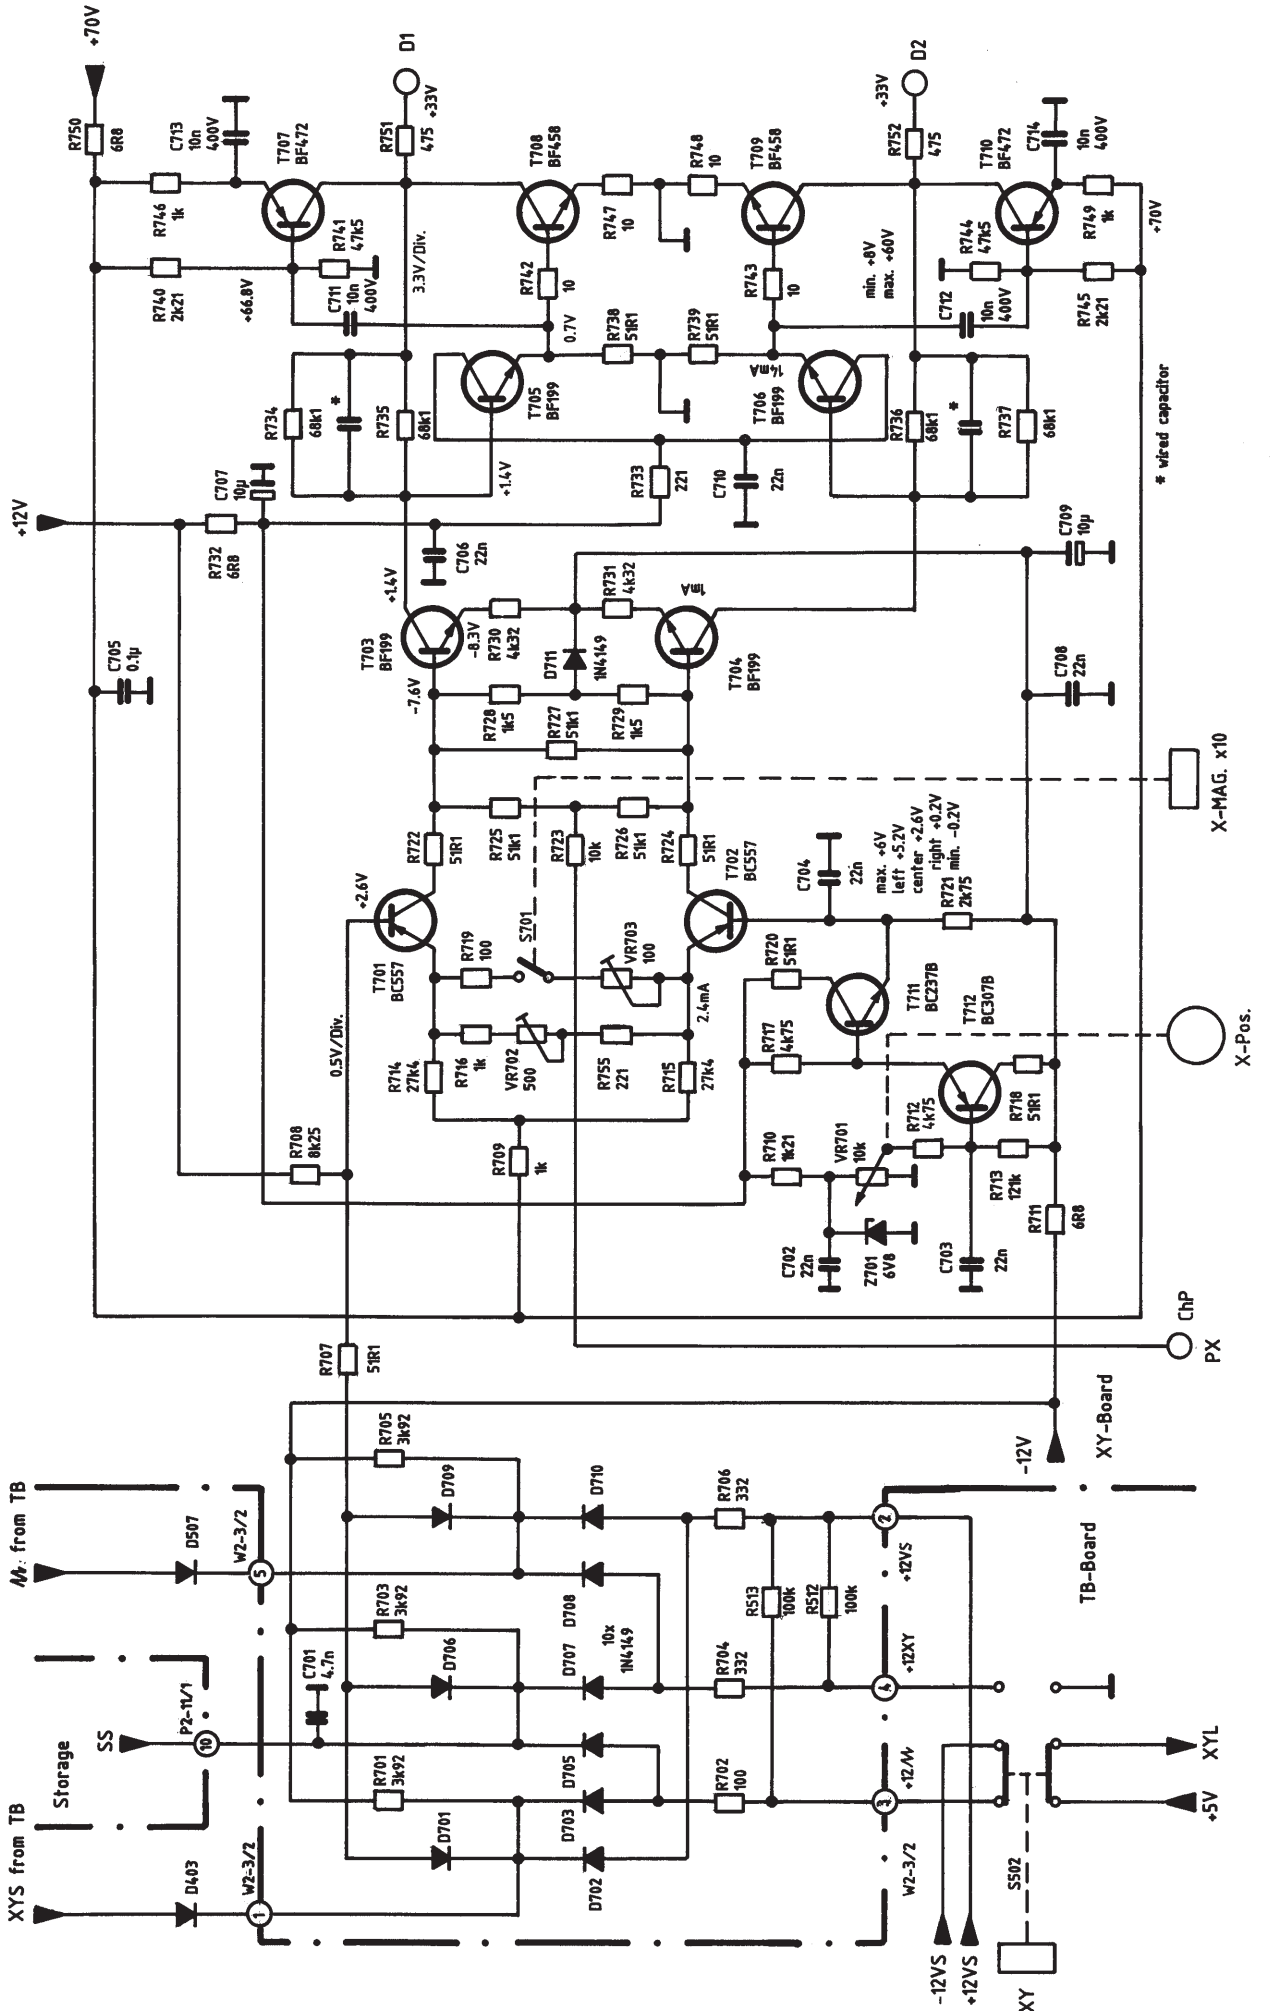 XYS from TB
Storage
SS
from TB
+12V
+70V
D403
W2-3/2
1
P2-11/1
10
D507
W2-3/2
5
R701
3k92
C701
4.7n
R703
3k92
R705
3k92
R707
51R1
D701
D706
D709
D702
D703
D705
D707
D708
D710
10x
1N4149
R702
100
R704
332
R706
332
R513
100k
R512
100k
W2-3/2
3
+12
4
+12XY
2
+12VS
TB-Board
XY-Board
-12V
-12VS
+12VS
XY
S502
+5V
XYL
R708
8k25
0.5V/Div.
R709
1k
R714
27k4
R716
1k
VR702
500
R755
221
R715
27k4
2.4mA
T701
BC557
+2.6V
R719
100
S701
VR703
100
T702
BC557
R722
51R1
R725
51k1
R723
10k
R726
51k1
R724
51R1
R710
1k21
VR701
10k
R712
4k75
R713
121k
R711
6R8
C702
22n
Z701
6V8
C703
22n
R717
4k75
R720
51R1
T711
BC237B
T712
BC307B
R718
51R1
C704
22n
max. +6V
left +5.2V
center +2.6V
right +0.2V
min. -0.2V
R721
2k75
PX
ChP
X-Pos.
X-MAG. x10
C705
0.1µ
R732
6R8
C707
10µ
T703
BF199
+1.4V
-7.6V
-8.3V
R728
1k5
R727
51k1
R729
1k5
R730
4k32
D711
1N4149
R731
4k32
1mA
T704
BF199
C706
22n
C708
22n
C709
10µ
R734
68k1
*
R735
68k1
+1.4V
T705
BF199
R733
221
C710
22n
T706
BF199
14mA
R736
68k1
*
R737
68k1
* wired capacitor
R740
2k21
+66.8V
C711
10n
400V
R741
47k5
3.3V/Div.
R742
10
0.7V
R738
51R1
R739
51R1
R743
10
min. +8V
max. +60V
C712
10n
400V
R744
47k5
R745
2k21
R750
6R8
R746
1k
C713
10n
400V
T707
BF472
R751
475
+33V
D1
T708
BF458
R747
10
R748
10
T709
BF458
R752
475
+33V
D2
T710
BF472
C714
10n
400V
R749
1k
+70V